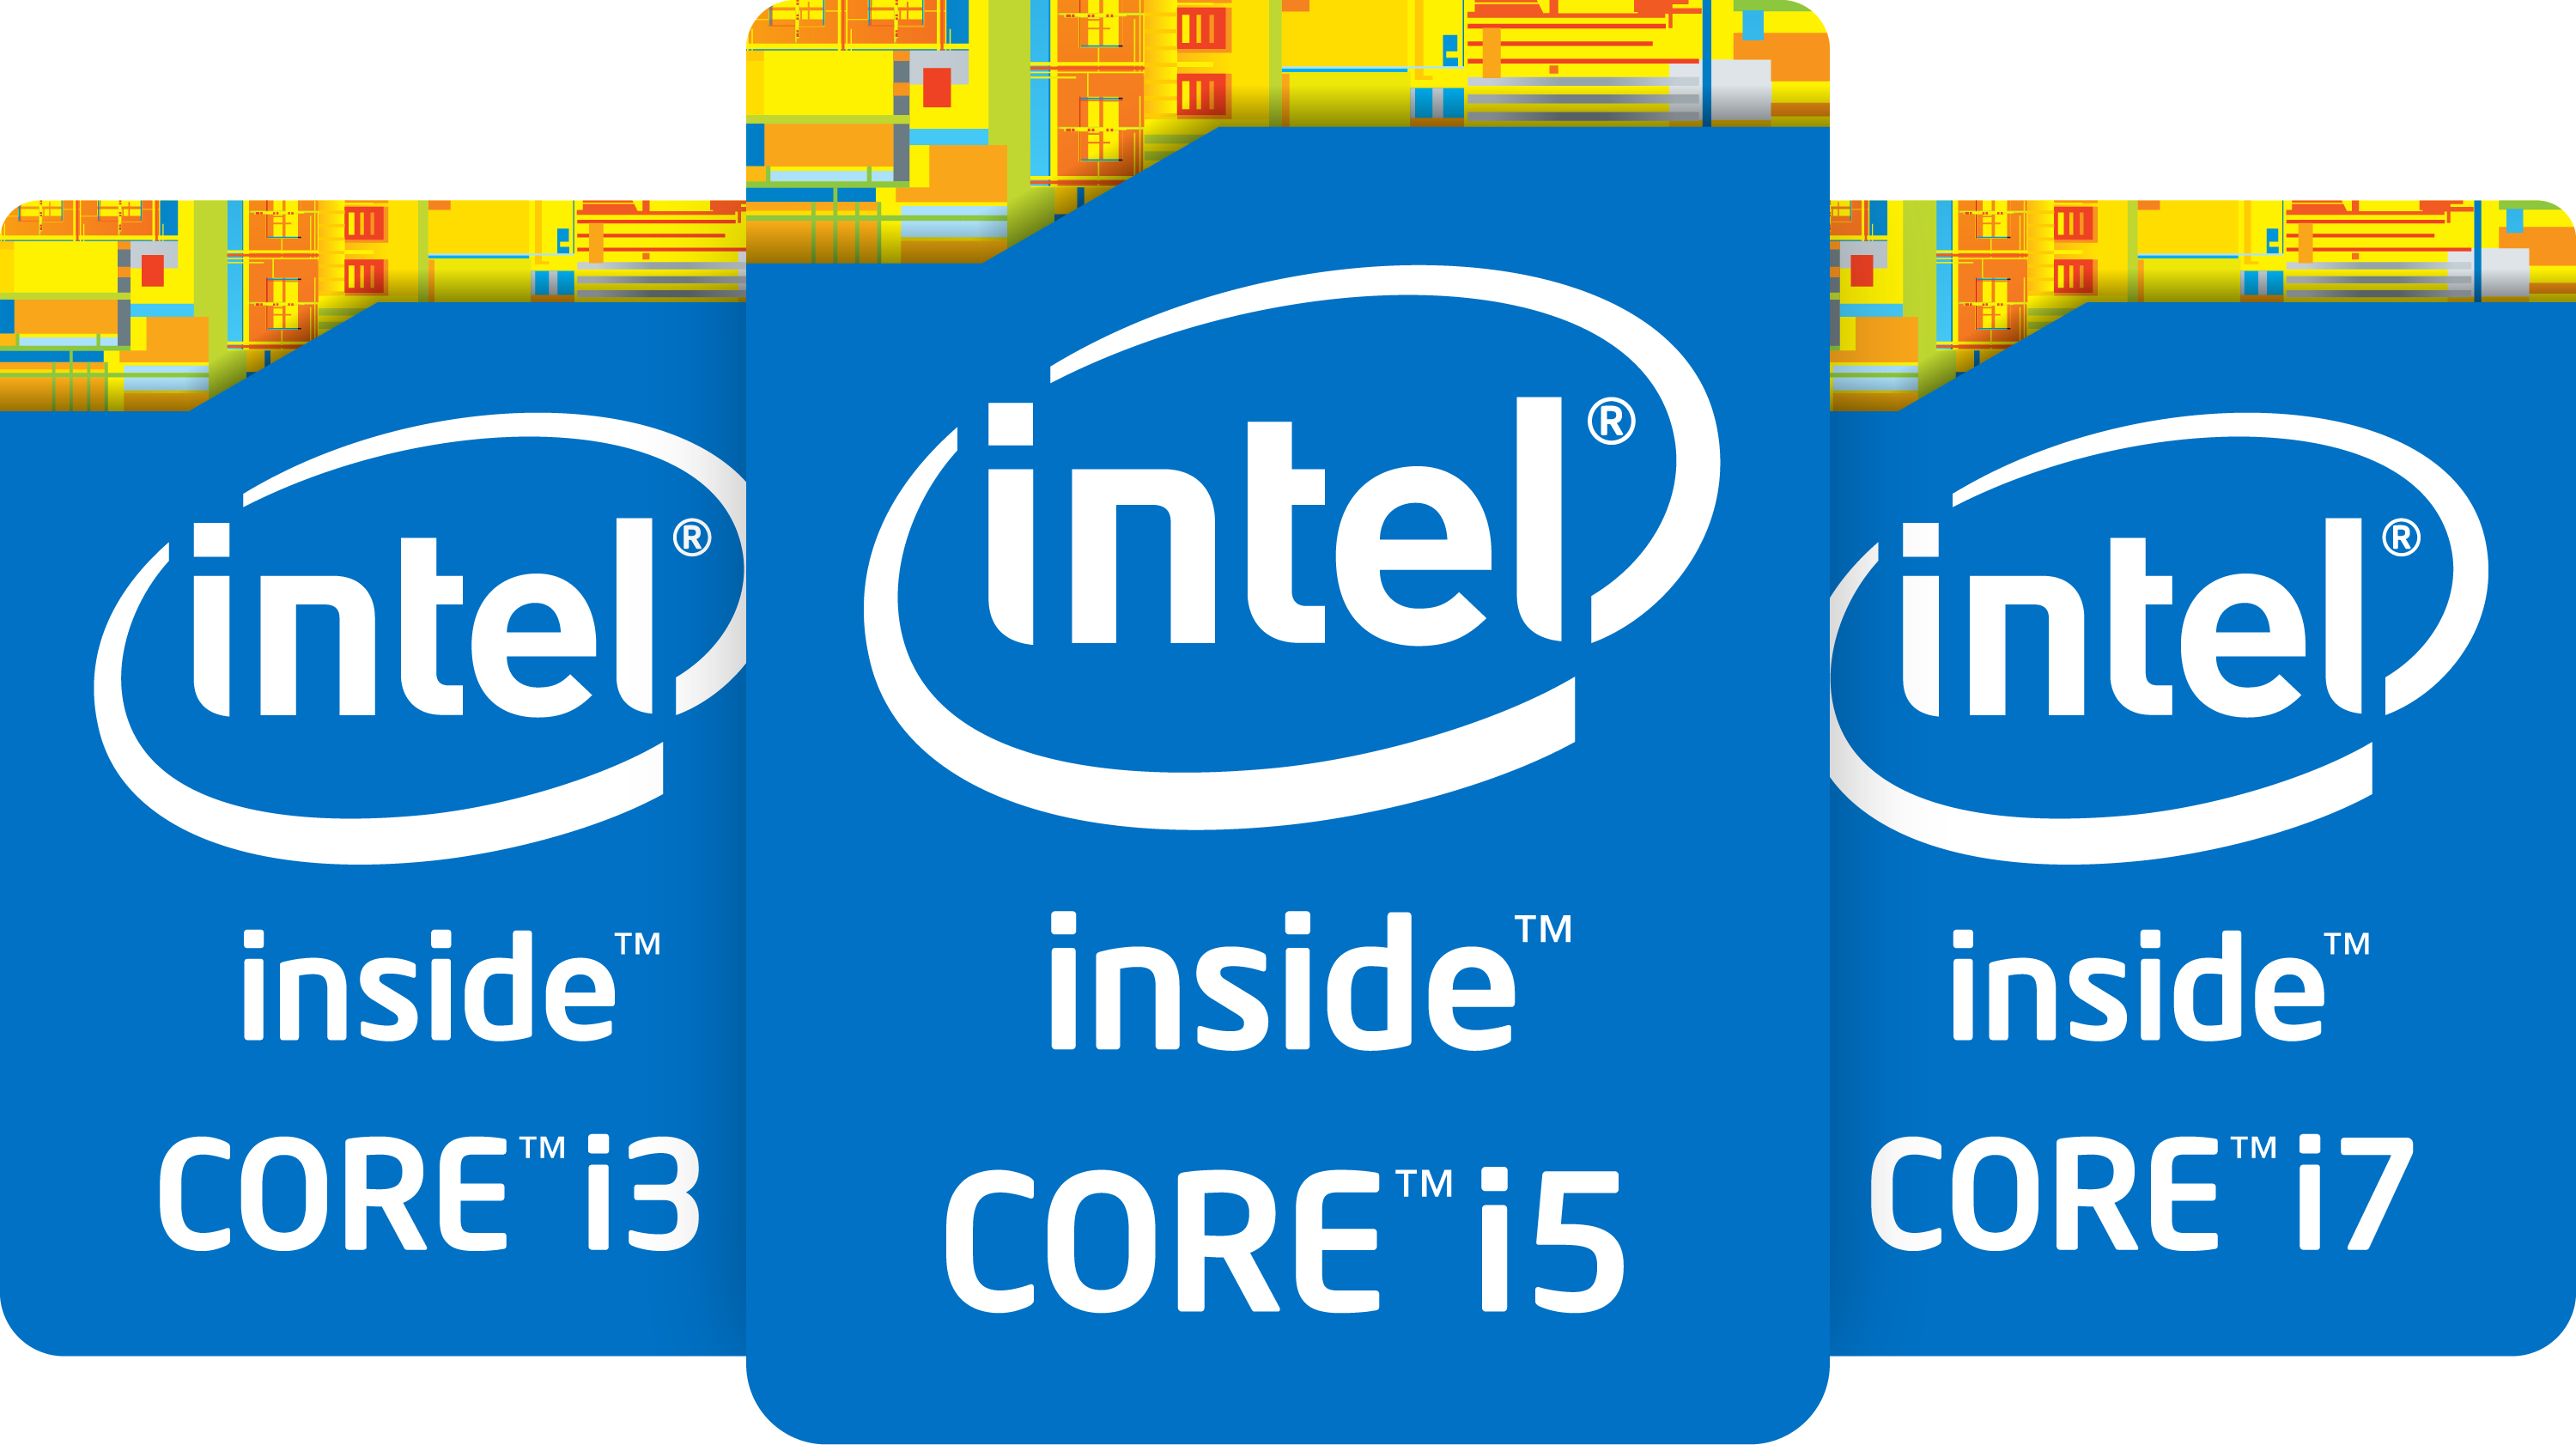 intel®
inside™
CORE™ i3
intel®
inside™
CORE™ i5
intel®
inside™
CORE™ i7